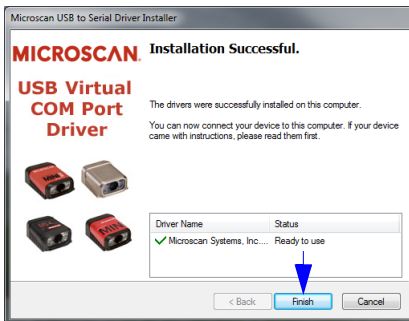 Microscan USB to Serial Driver Installer
MICROSCAN.
Installation Successful.
USB Virtual
COM Port
Driver
The drivers were successfully installed on this computer.
You can now connect your device to this computer. If your device
came with instructions, please read them first.
Driver Name Status
Microscan Systems, Inc.... Ready to use
< Back Finish Cancel